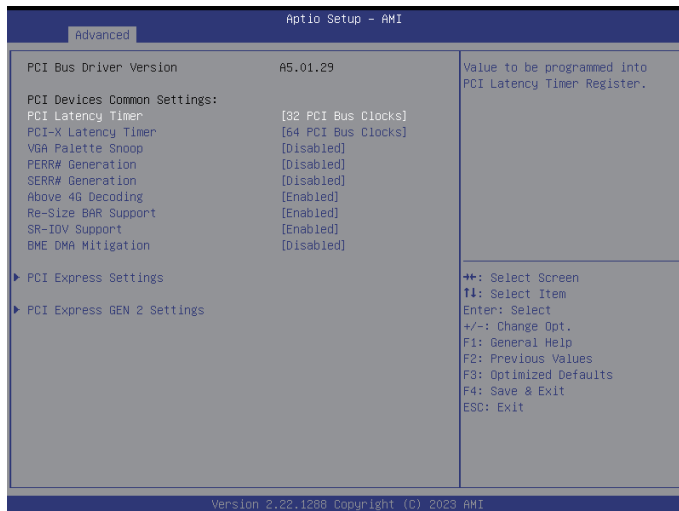 Aptio Setup – AMI
Advanced
PCI Bus Driver Version A5.01.29
Value to be programmed into
PCI Latency Timer Register.
PCI Devices Common Settings:
PCI Latency Timer [32 PCI Bus Clocks]
PCI-X Latency Timer [64 PCI Bus Clocks]
VGA Palette Snoop [Disabled]
PERR# Generation [Disabled]
SERR# Generation [Disabled]
Above 4G Decoding [Enabled]
Re-Size BAR Support [Enabled]
SR-IOV Support [Enabled]
BME DMA Mitigation [Disabled]
PCI Express Settings
PCI Express GEN 2 Settings
→←: Select Screen
↑↓: Select Item
Enter: Select
+/-: Change Opt.
F1: General Help
F2: Previous Values
F3: Optimized Defaults
F4: Save & Exit
ESC: Exit
Version 2.22.1288 Copyright (C) 2023 AMI